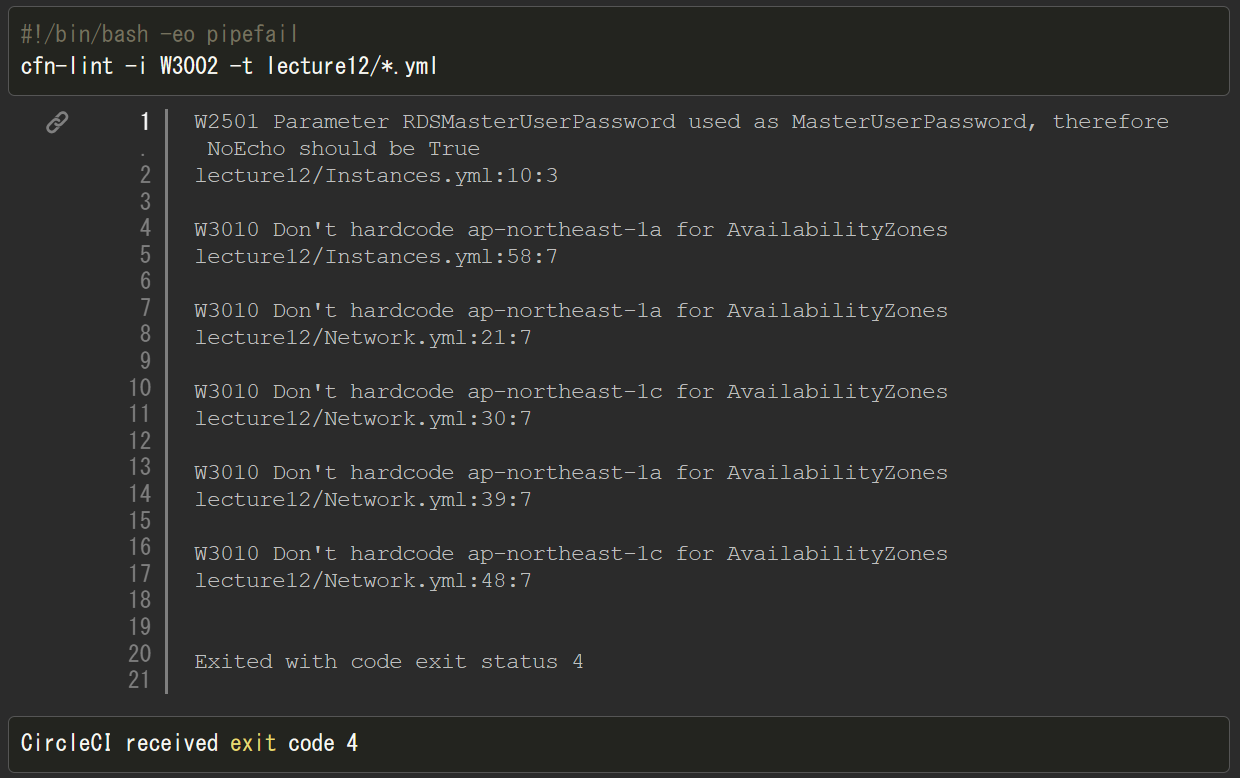 #!/bin/bash -eo pipefail
cfn-lint -i W3002 -t lecture12/*.yml
1 W2501 Parameter RDSMasterUserPassword used as MasterUserPassword, therefore
. NoEcho should be True
2 lecture12/Instances.yml:10:3
3
4 W3010 Don't hardcode ap-northeast-1a for AvailabilityZones
5 lecture12/Instances.yml:58:7
6
7 W3010 Don't hardcode ap-northeast-1a for AvailabilityZones
8 lecture12/Network.yml:21:7
9
10 W3010 Don't hardcode ap-northeast-1c for AvailabilityZones
11 lecture12/Network.yml:30:7
12
13 W3010 Don't hardcode ap-northeast-1a for AvailabilityZones
14 lecture12/Network.yml:39:7
15
16 W3010 Don't hardcode ap-northeast-1c for AvailabilityZones
17 lecture12/Network.yml:48:7
18
19
20 Exited with code exit status 4
21
CircleCI received exit code 4